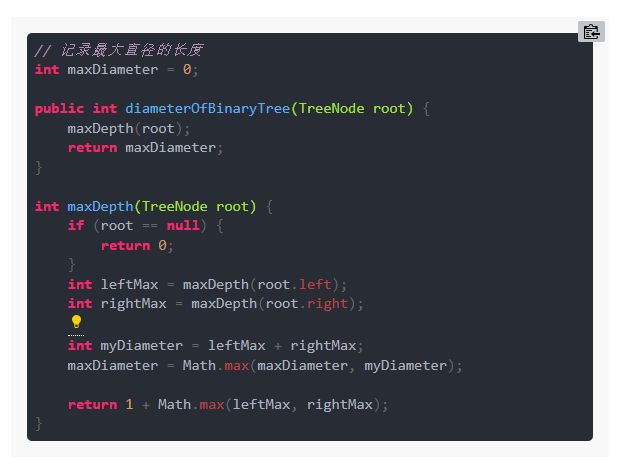 // 记录最大直径的长度
int maxDiameter = 0;
public int diameterOfBinaryTree(TreeNode root) {
maxDepth(root);
return maxDiameter;
}
int maxDepth(TreeNode root) {
if (root == null) {
return 0;
}
int leftMax = maxDepth(root.left);
int rightMax = maxDepth(root.right);
int myDiameter = leftMax + rightMax;
maxDiameter = Math.max(maxDiameter, myDiameter);
return 1 + Math.max(leftMax, rightMax);
}